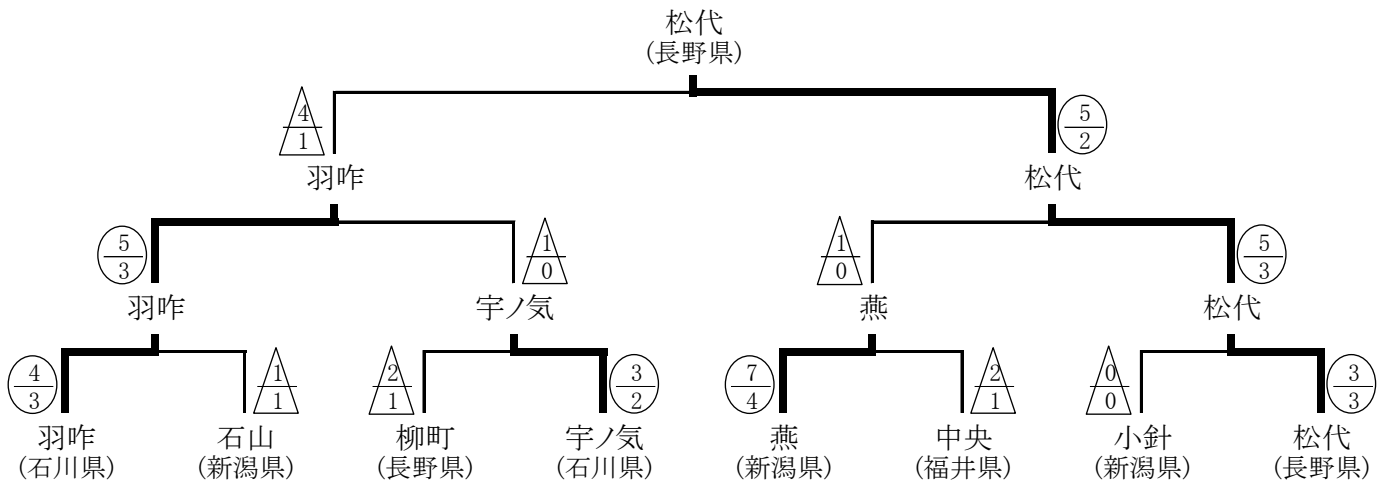 松代
(長野県)
4
1
5
2
羽咋
松代
5
3
1
0
1
0
5
3
羽咋
宇ノ気
燕
松代
4
3
1
1
2
1
3
2
7
4
2
1
0
0
3
3
羽咋
(石川県)
石山
(新潟県)
柳町
(長野県)
宇ノ気
(石川県)
燕
(新潟県)
中央
(福井県)
小針
(新潟県)
松代
(長野県)